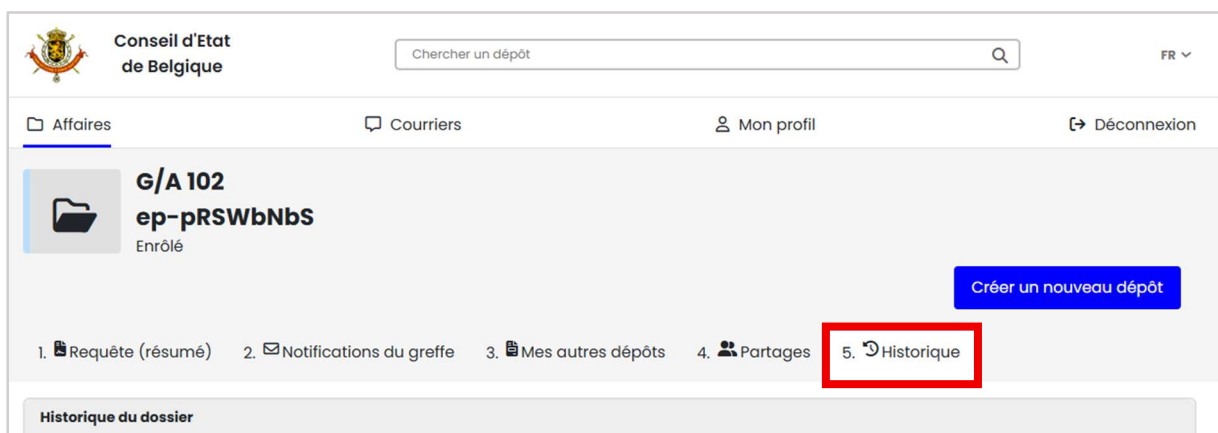 Conseil d'Etat
de Belgique
Chercher un dépôt
FR
Affaires
Courriers
Mon profil
Déconnexion
G/A 102
ep-pRSWbNbS
Enrôlé
Créer un nouveau dépôt
1. Requête (résumé) 2. Notifications du greffe 3. Mes autres dépôts 4. Partages 5. Historique
Historique du dossier